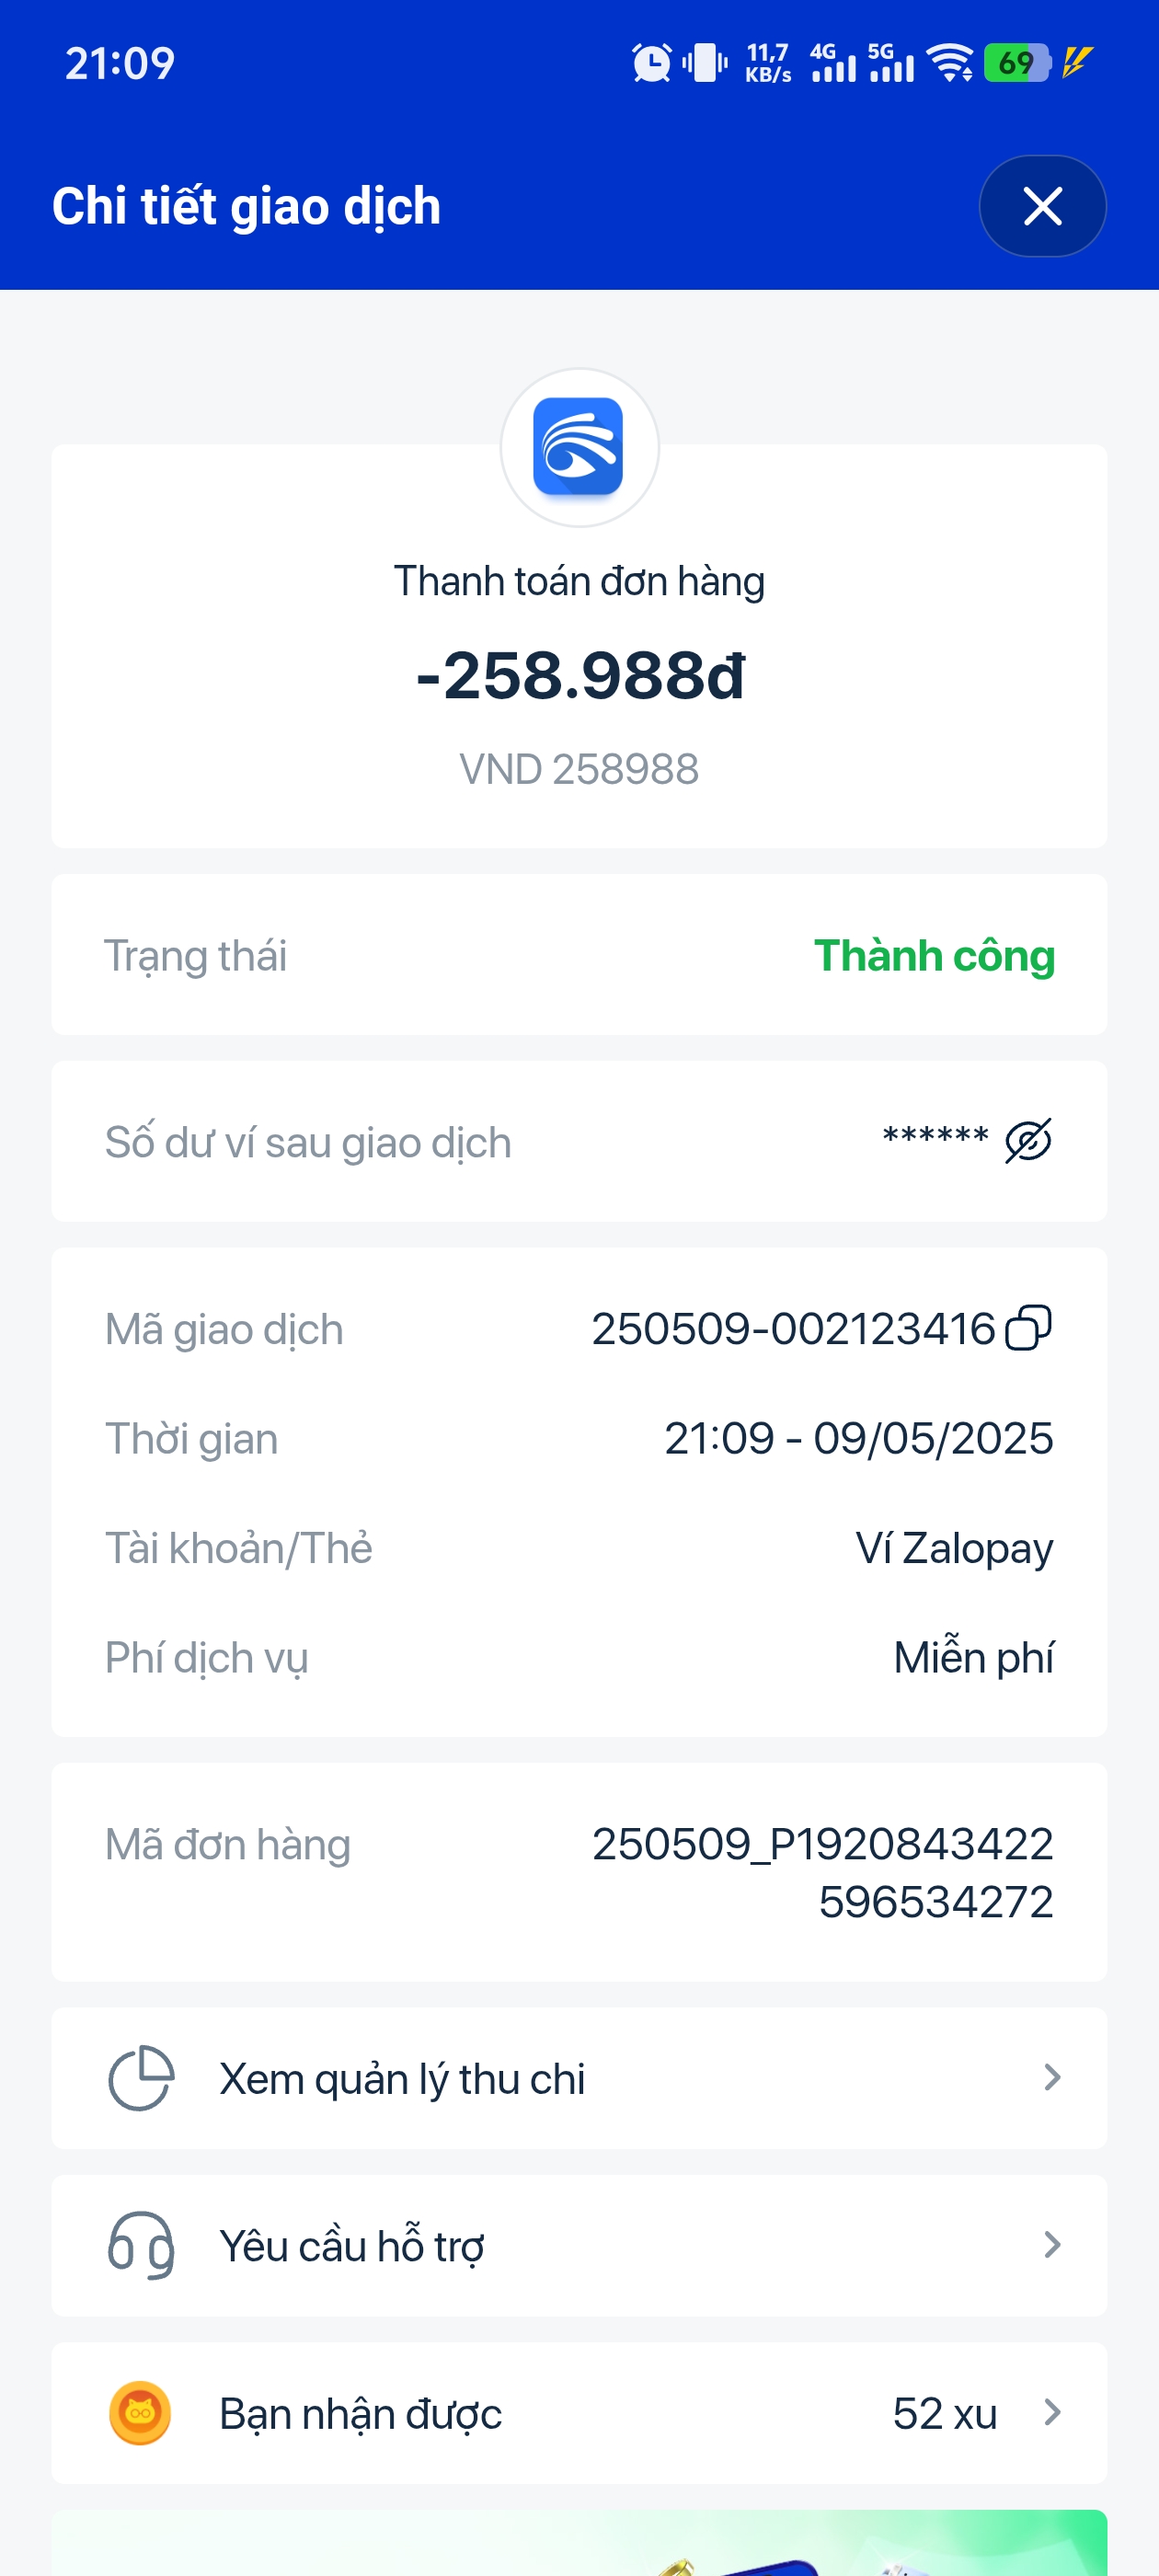 21:09
11,7
KB/s
4G
5G
69
Chi tiết giao dịch
Thanh toán đơn hàng
-258.988đ
VND 258988
Trạng thái
Thành công
Số dư ví sau giao dịch
******
Mã giao dịch
250509-002123416
Thời gian
21:09 - 09/05/2025
Tài khoản/Thẻ
Ví Zalopay
Phí dịch vụ
Miễn phí
Mã đơn hàng
250509_P1920843422
596534272
Xem quản lý thu chi
Yêu cầu hỗ trợ
Bạn nhận được
52 xu